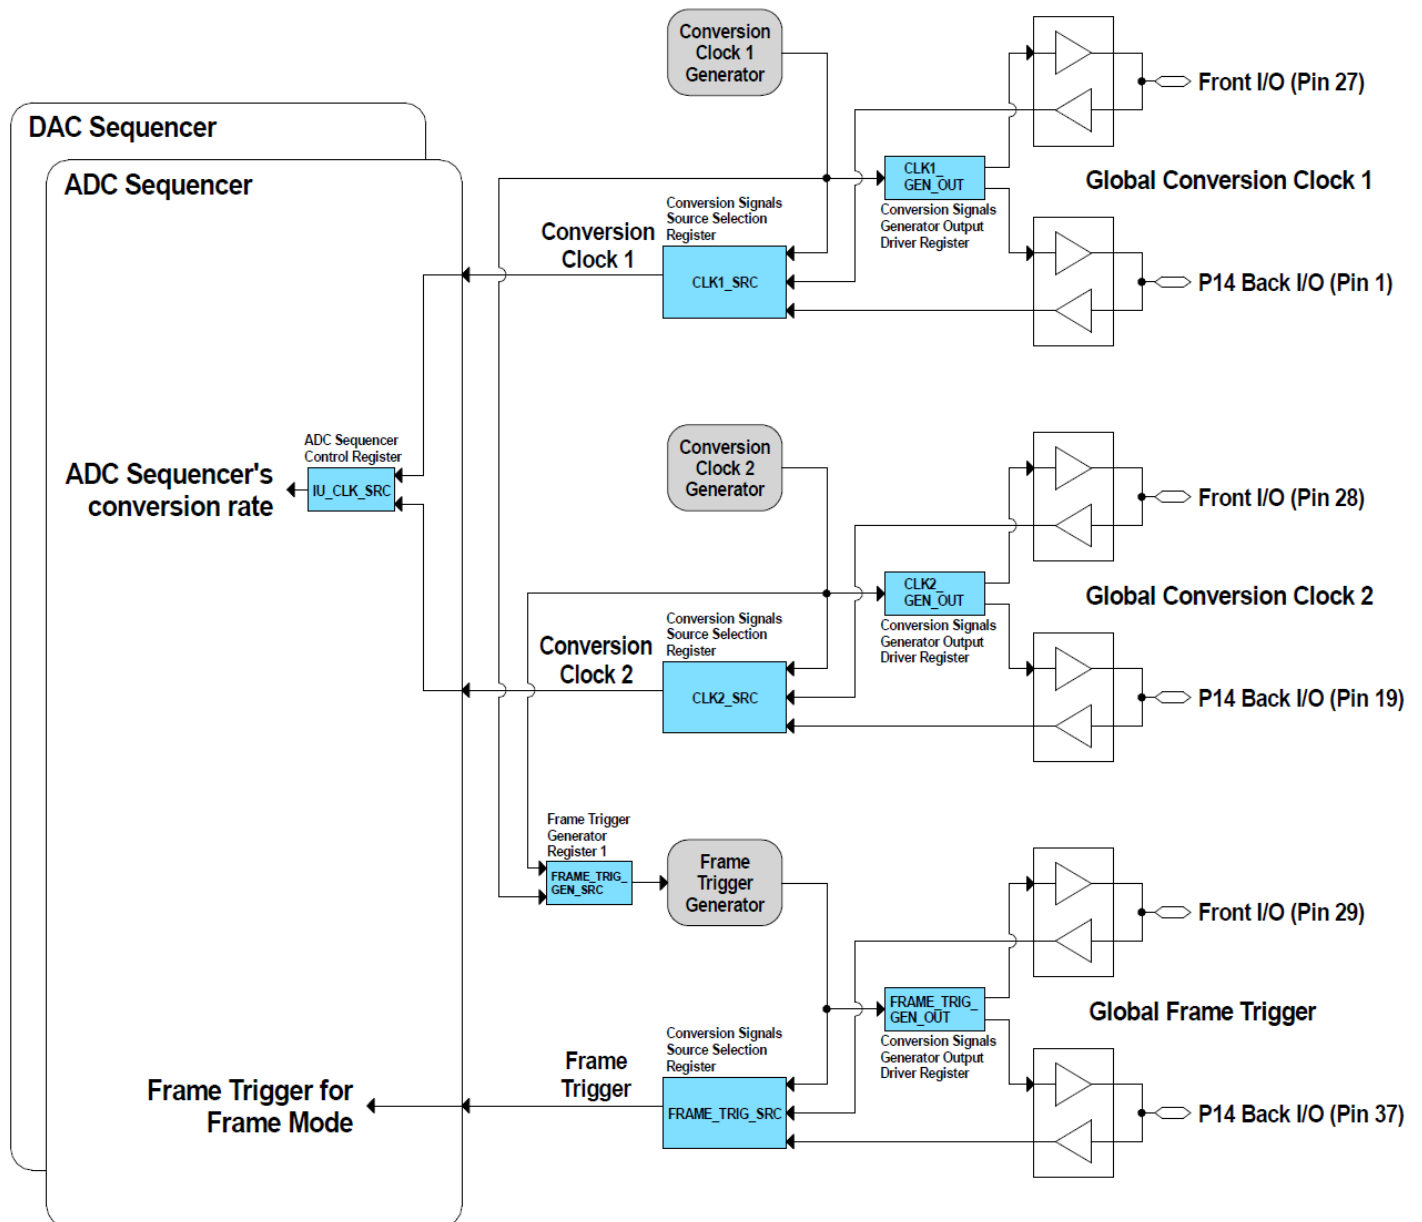 Conversion
Clock 1
Generator
Front I/O (Pin 27)
DAC Sequencer
ADC Sequencer
CLK1_
GEN_OUT
Global Conversion Clock 1
Conversion Signals
Source Selection
Register
Conversion Signals
Generator Output
Driver Register
Conversion
Clock 1
CLK1_SRC
P14 Back I/O (Pin 1)
Conversion
Clock 2
Generator
ADC Sequencer
Control Register
IU_CLK_SRC
ADC Sequencer's
conversion rate
Front I/O (Pin 28)
CLK2_
GEN_OUT
Global Conversion Clock 2
Conversion Signals
Source Selection
Register
Conversion Signals
Generator Output
Driver Register
Conversion
Clock 2
CLK2_SRC
P14 Back I/O (Pin 19)
Frame Trigger
Generator
Register 1
FRAME_TRIG_
GEN_SRC
Frame
Trigger
Generator
Front I/O (Pin 29)
FRAME_TRIG_
GEN_OUT
Global Frame Trigger
Conversion Signals
Source Selection
Register
Conversion Signals
Generator Output
Driver Register
Frame
Trigger
FRAME_TRIG_SRC
Frame Trigger for
Frame Mode
P14 Back I/O (Pin 37)